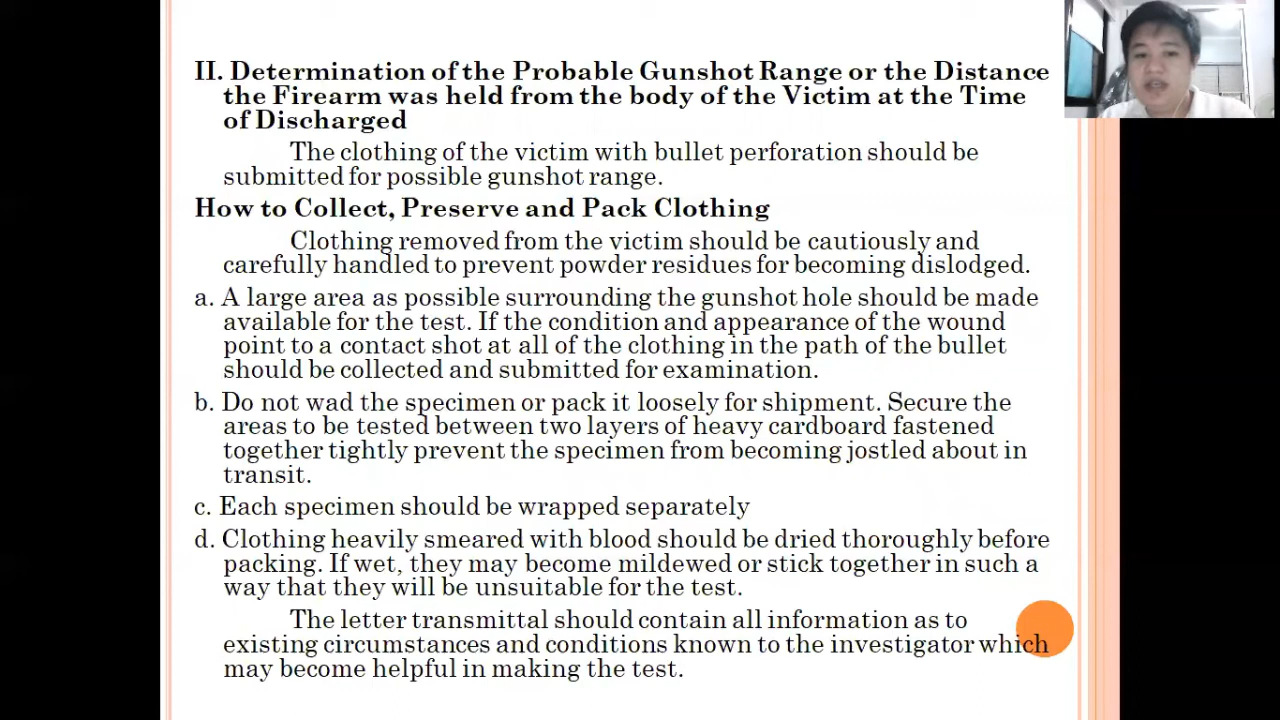 II. Determination of the Probable Gunshot Range or the Distance
the Firearm was held from the body of the Victim at the Time
of Discharged
The clothing of the victim with bullet perforation should be
submitted for possible gunshot range.
How to Collect, Preserve and Pack Clothing
Clothing removed from the victim should be cautiously and
carefully handled to prevent powder residues for becoming dislodged.
a. A large area as possible surrounding the gunshot hole should be made
available for the test. If the condition and appearance of the wound
point to a contact shot at all of the clothing in the path of the bullet
should be collected and submitted for examination.
b. Do not wad the specimen or pack it loosely for shipment. Secure the
areas to be tested between two layers of heavy cardboard fastened
together tightly prevent the specimen from becoming jostled about in
transit.
c. Each specimen should be wrapped separately
d. Clothing heavily smeared with blood should be dried thoroughly before
packing. If wet, they may become mildewed or stick together in such a
way that they will be unsuitable for the test.
The letter transmittal should contain all information as to
existing circumstances and conditions known to the investigator which
may become helpful in making the test.